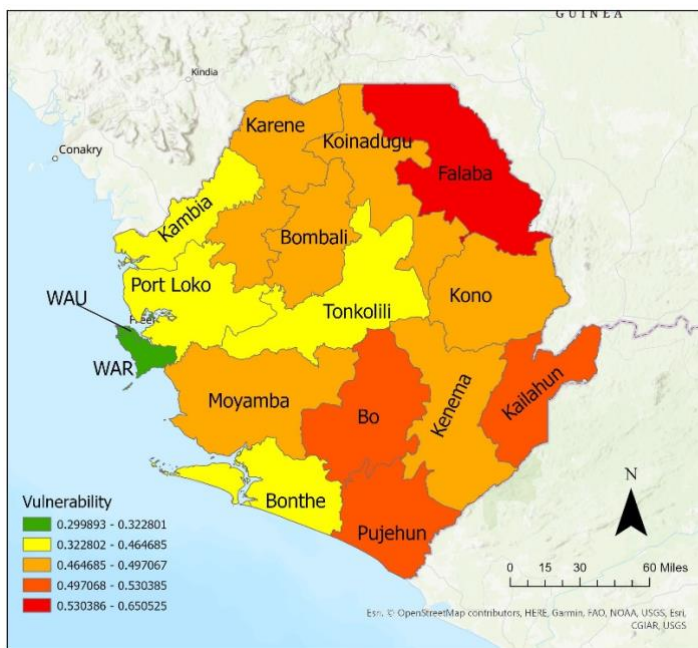 GUINEA
Kindia
Conakry
Karene
Koinadugu
Falaba
Kambia
Bombali
Port Loko
Kono
WAU
Free
Tonkolili
WAR
Moyamba
Bo
Kenema
Kailahun
Bonthe
Pujehun
N
Vulnerability
0.299893 - 0.322801
0.322802 - 0.464685
0.464685 - 0.497067
0.497068 - 0.530385
0.530386 - 0.650525
0 15 30 60 Miles
Esri, © OpenStreetMap contributors, HERE, Garmin, FAO, NOAA, USGS, Esri,
CGIAR, USGS